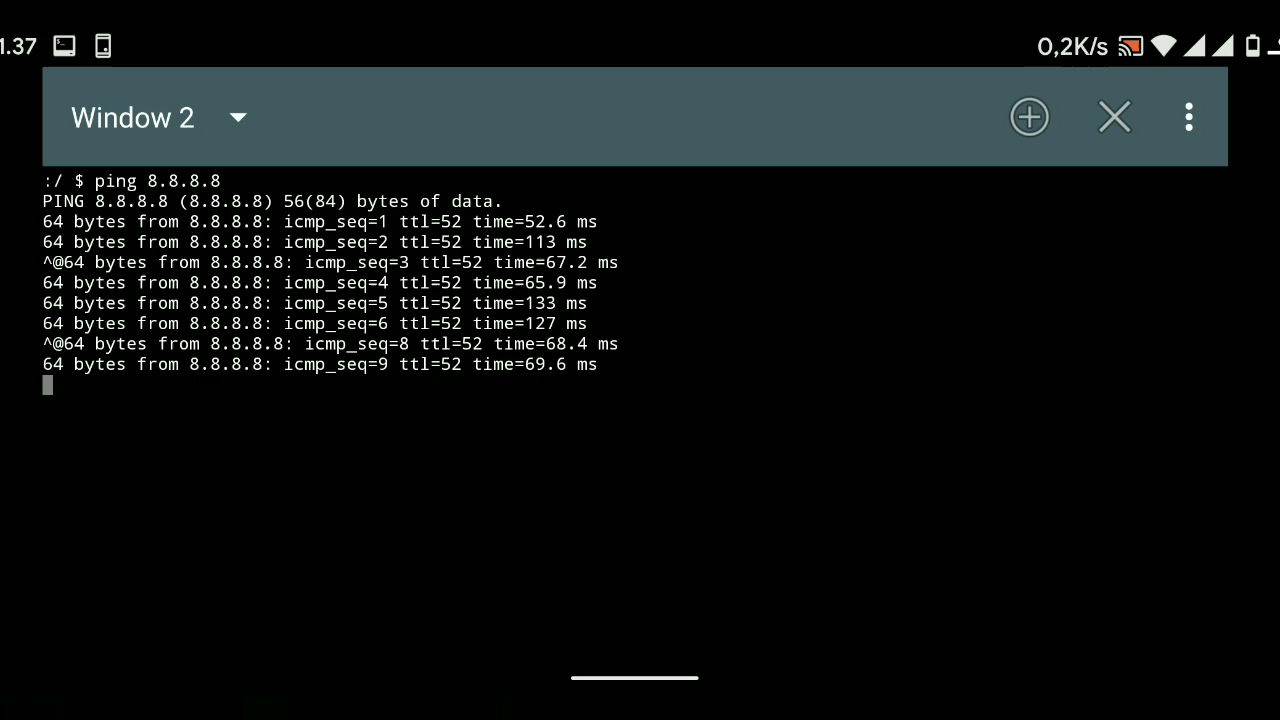 1.37
0,2K/s
Window 2
:/ $ ping 8.8.8.8
PING 8.8.8.8 (8.8.8.8) 56(84) bytes of data.
64 bytes from 8.8.8.8: icmp_seq=1 ttl=52 time=52.6 ms
64 bytes from 8.8.8.8: icmp_seq=2 ttl=52 time=113 ms
^@64 bytes from 8.8.8.8: icmp_seq=3 ttl=52 time=67.2 ms
64 bytes from 8.8.8.8: icmp_seq=4 ttl=52 time=65.9 ms
64 bytes from 8.8.8.8: icmp_seq=5 ttl=52 time=133 ms
64 bytes from 8.8.8.8: icmp_seq=6 ttl=52 time=127 ms
^@64 bytes from 8.8.8.8: icmp_seq=8 ttl=52 time=68.4 ms
64 bytes from 8.8.8.8: icmp_seq=9 ttl=52 time=69.6 ms